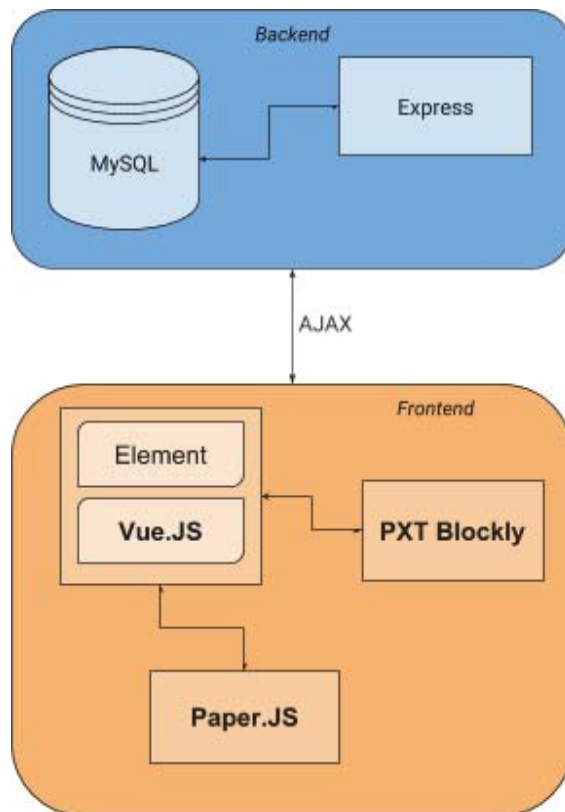 Backend
MySQL
Express
AJAX
Frontend
Element
Vue.JS
PXT Blockly
Paper.JS